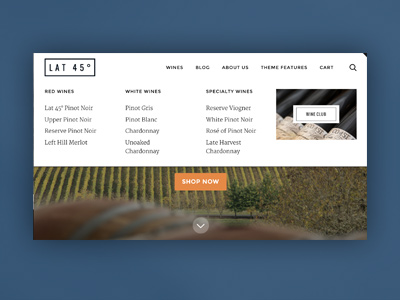 LAT 45°
WINES BLOG ABOUT US THEME FEATURES CART
RED WINES
Lat 45° Pinot Noir
Upper Pinot Noir
Reserve Pinot Noir
Left Hill Merlot
WHITE WINES
Pinot Gris
Pinot Blanc
Chardonnay
Unoaked
Chardonnay
SPECIALTY WINES
Reserve Viogner
White Pinot Noir
Rosé of Pinot Noir
Late Harvest
Chardonnay
WINE CLUB
SHOP NOW